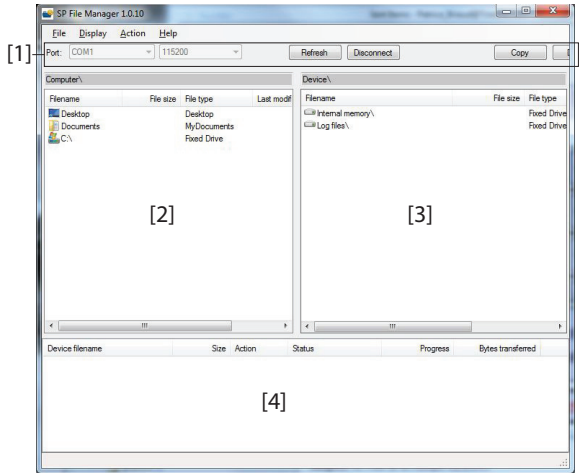 SP File Manager 1.0.10
File Display Action Help
[1]
Port: COM1 115200 Refresh Disconnect Copy
Computer\ Device\
Filename File size File type Last modif Filename File size File type
Desktop Desktop Internal memory\ Fixed Drive
Documents MyDocuments Log files\ Fixed Drive
C:\ Fixed Drive
[2] [3]
Device filename Size Action Status Progress Bytes transferred
[4]